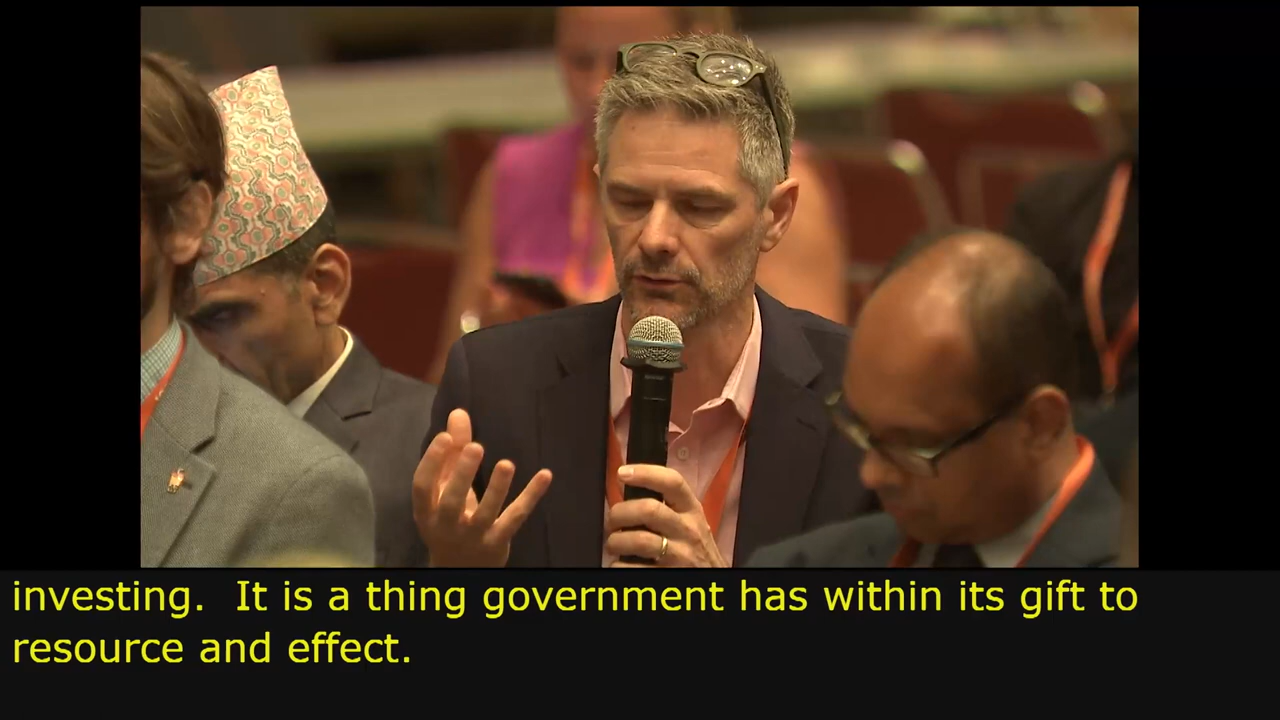 investing.  It is a thing government has within its gift to
resource and effect.